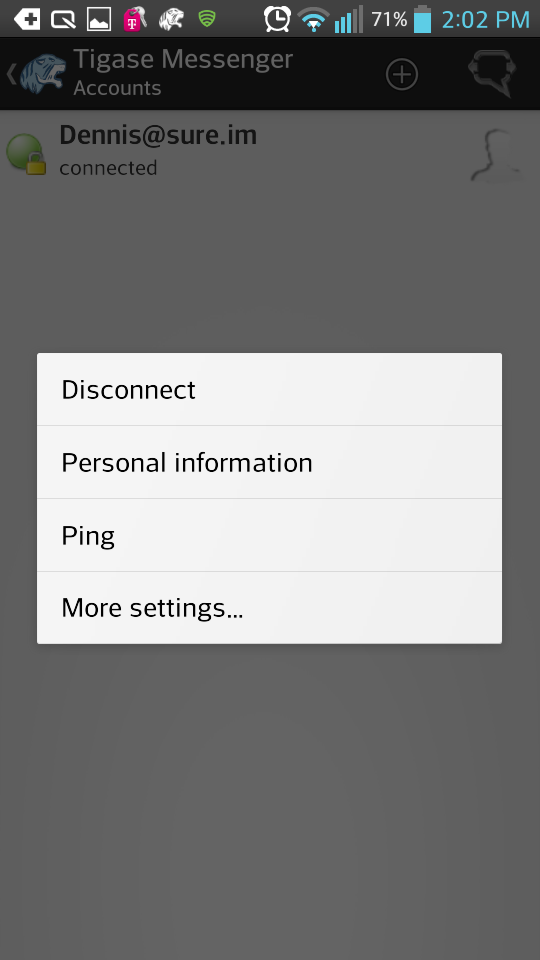 71% 2:02 PM
Tigase Messenger
Accounts
Dennis@sure.im
connected
Disconnect
Personal information
Ping
More settings...